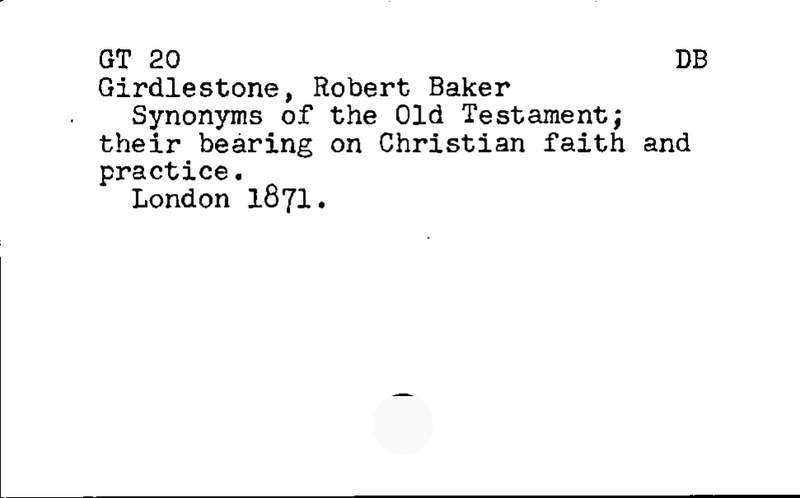 GT 20 DB
Girdlestone, Robert Baker
Synonyms of the Old Testament;
their bearing on Christian faith and
practice.
London 1871.